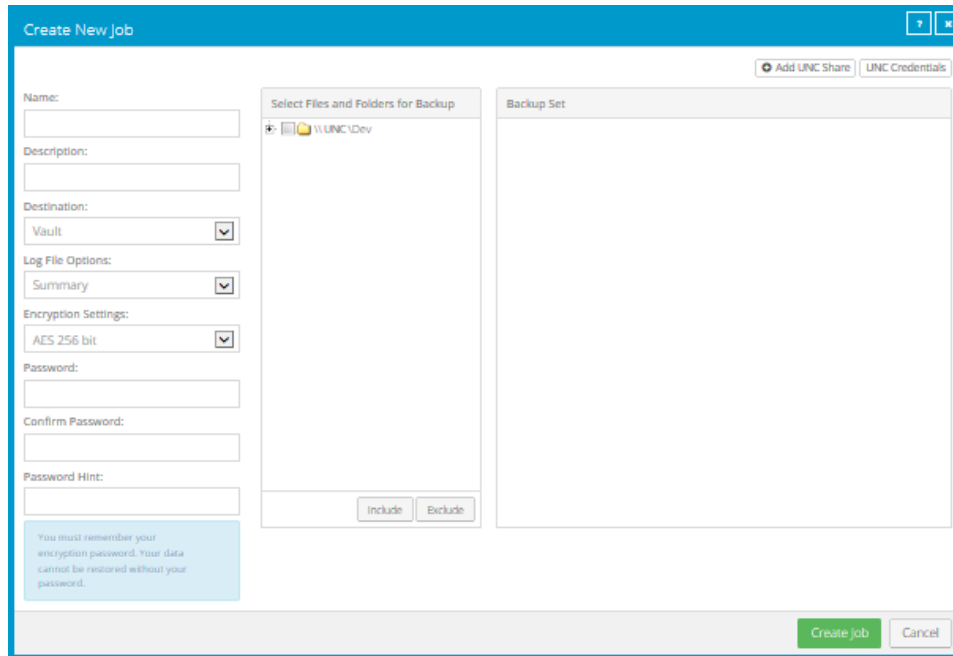 Create New Job
?
Add UNC Share
UNC Credentials
Name:
Description:
Destination:
Vault
Log File Options:
Summary
Encryption Settings:
AES 256 bit
Password:
Confirm Password:
Password Hint:
You must remember your
encryption password. Your data
cannot be restored without your
password.
Select Files and Folders for Backup
\\UNC\Dev
Include
Exclude
Backup Set
Create Job
Cancel